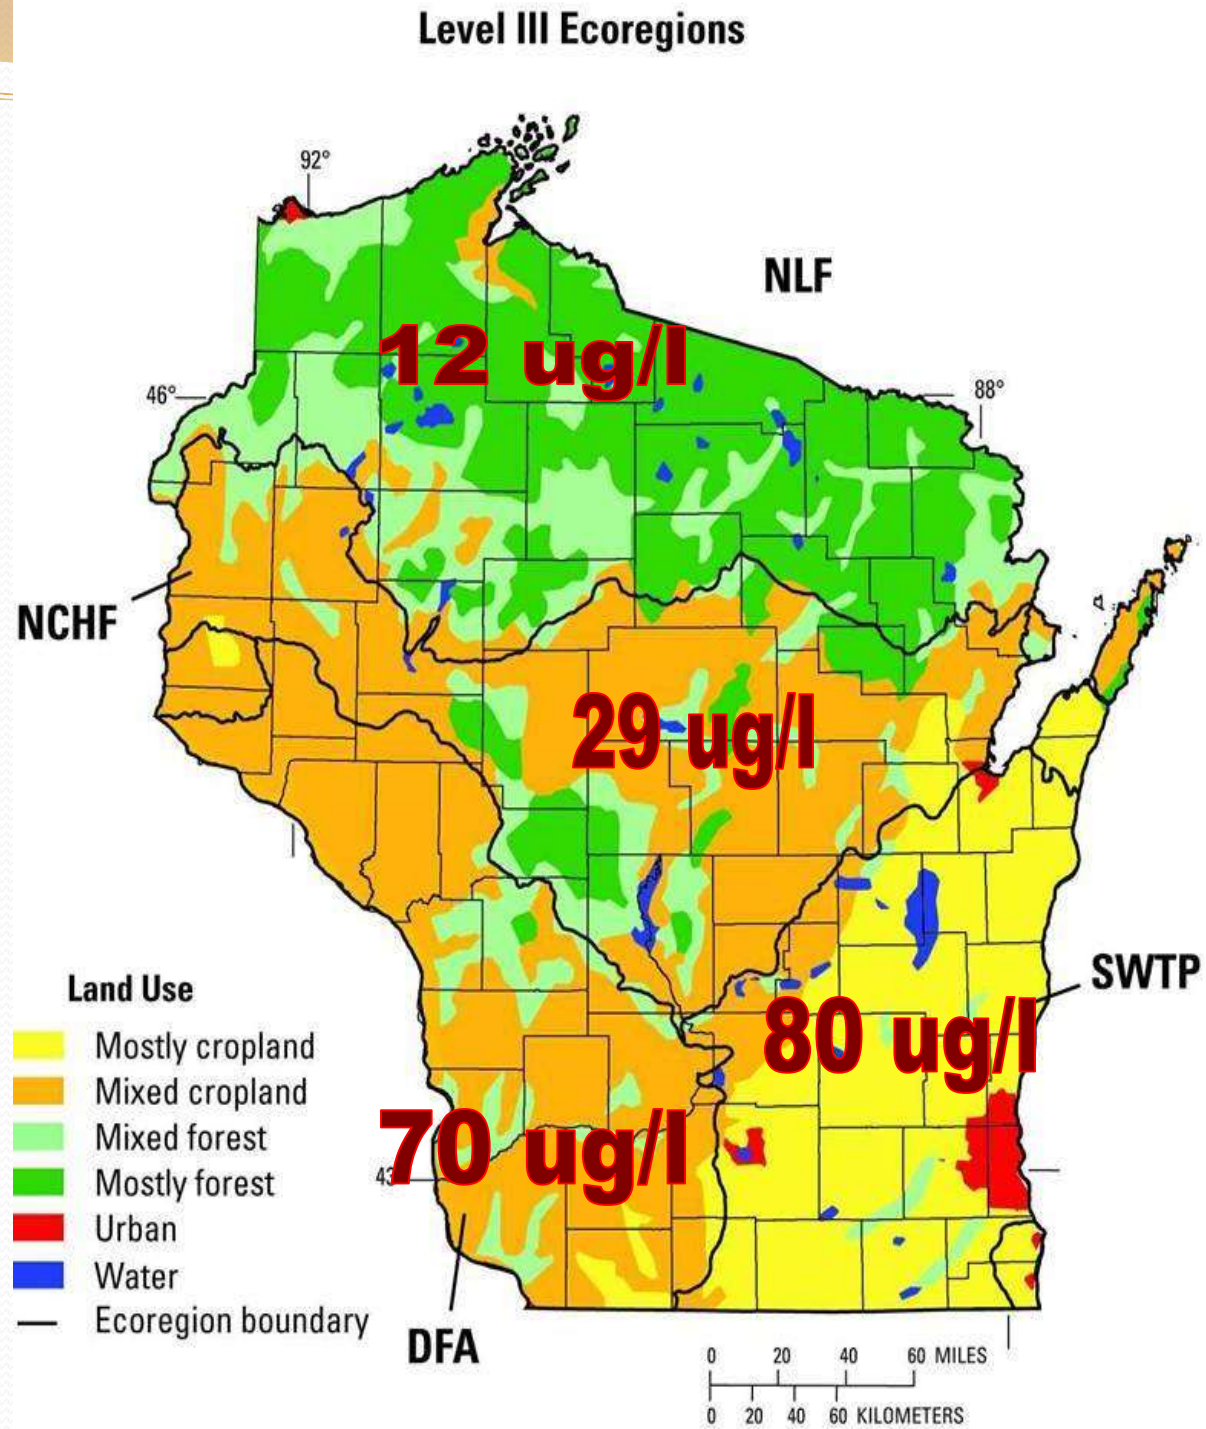 Level III Ecoregions
92°
NLF
12 ug/l
46°
88°
NCHF
29 ug/l
SWTP
80 ug/l
70 ug/l
43
DFA
Land Use
Mostly cropland
Mixed cropland
Mixed forest
Mostly forest
Urban
Water
Ecoregion boundary
0 20 40 60 MILES
0 20 40 60 KILOMETERS